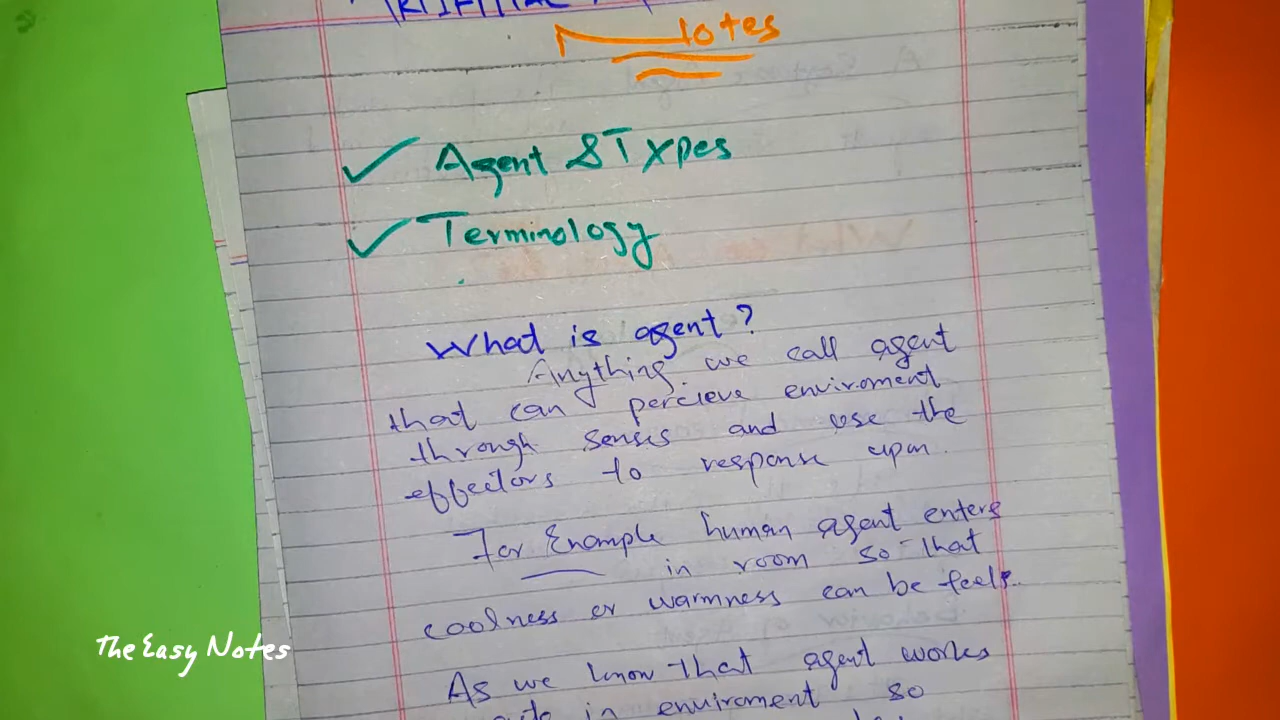 Notes
Agent & Types
Terminology
What is agent?
Anything we call agent
that can percieve enviroment
through senses and use the
effectors to response upon.
For Example human agent enters
in room so that
coolness or warmness can be feels.
As we know that agent works
in enviroment so
The Easy Notes